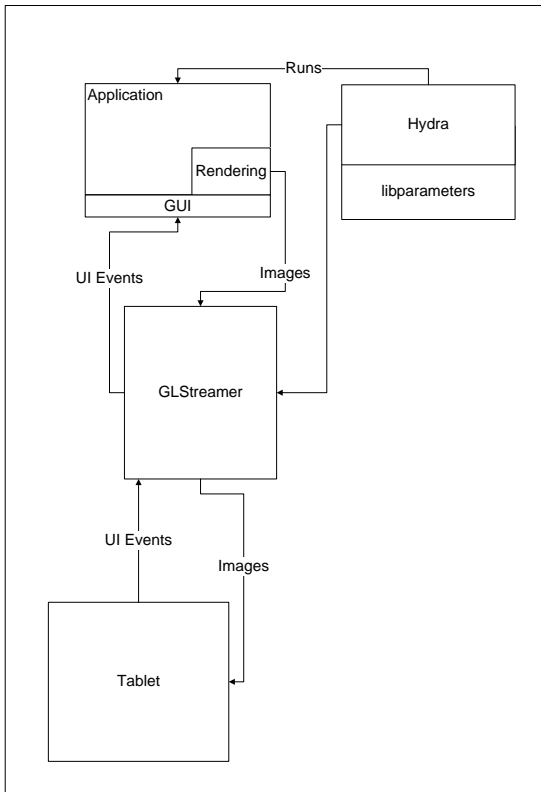 Runs
Application
Hydra
Rendering
libparameters
GUI
UI Events
Images
GLStreamer
UI Events
Images
Tablet